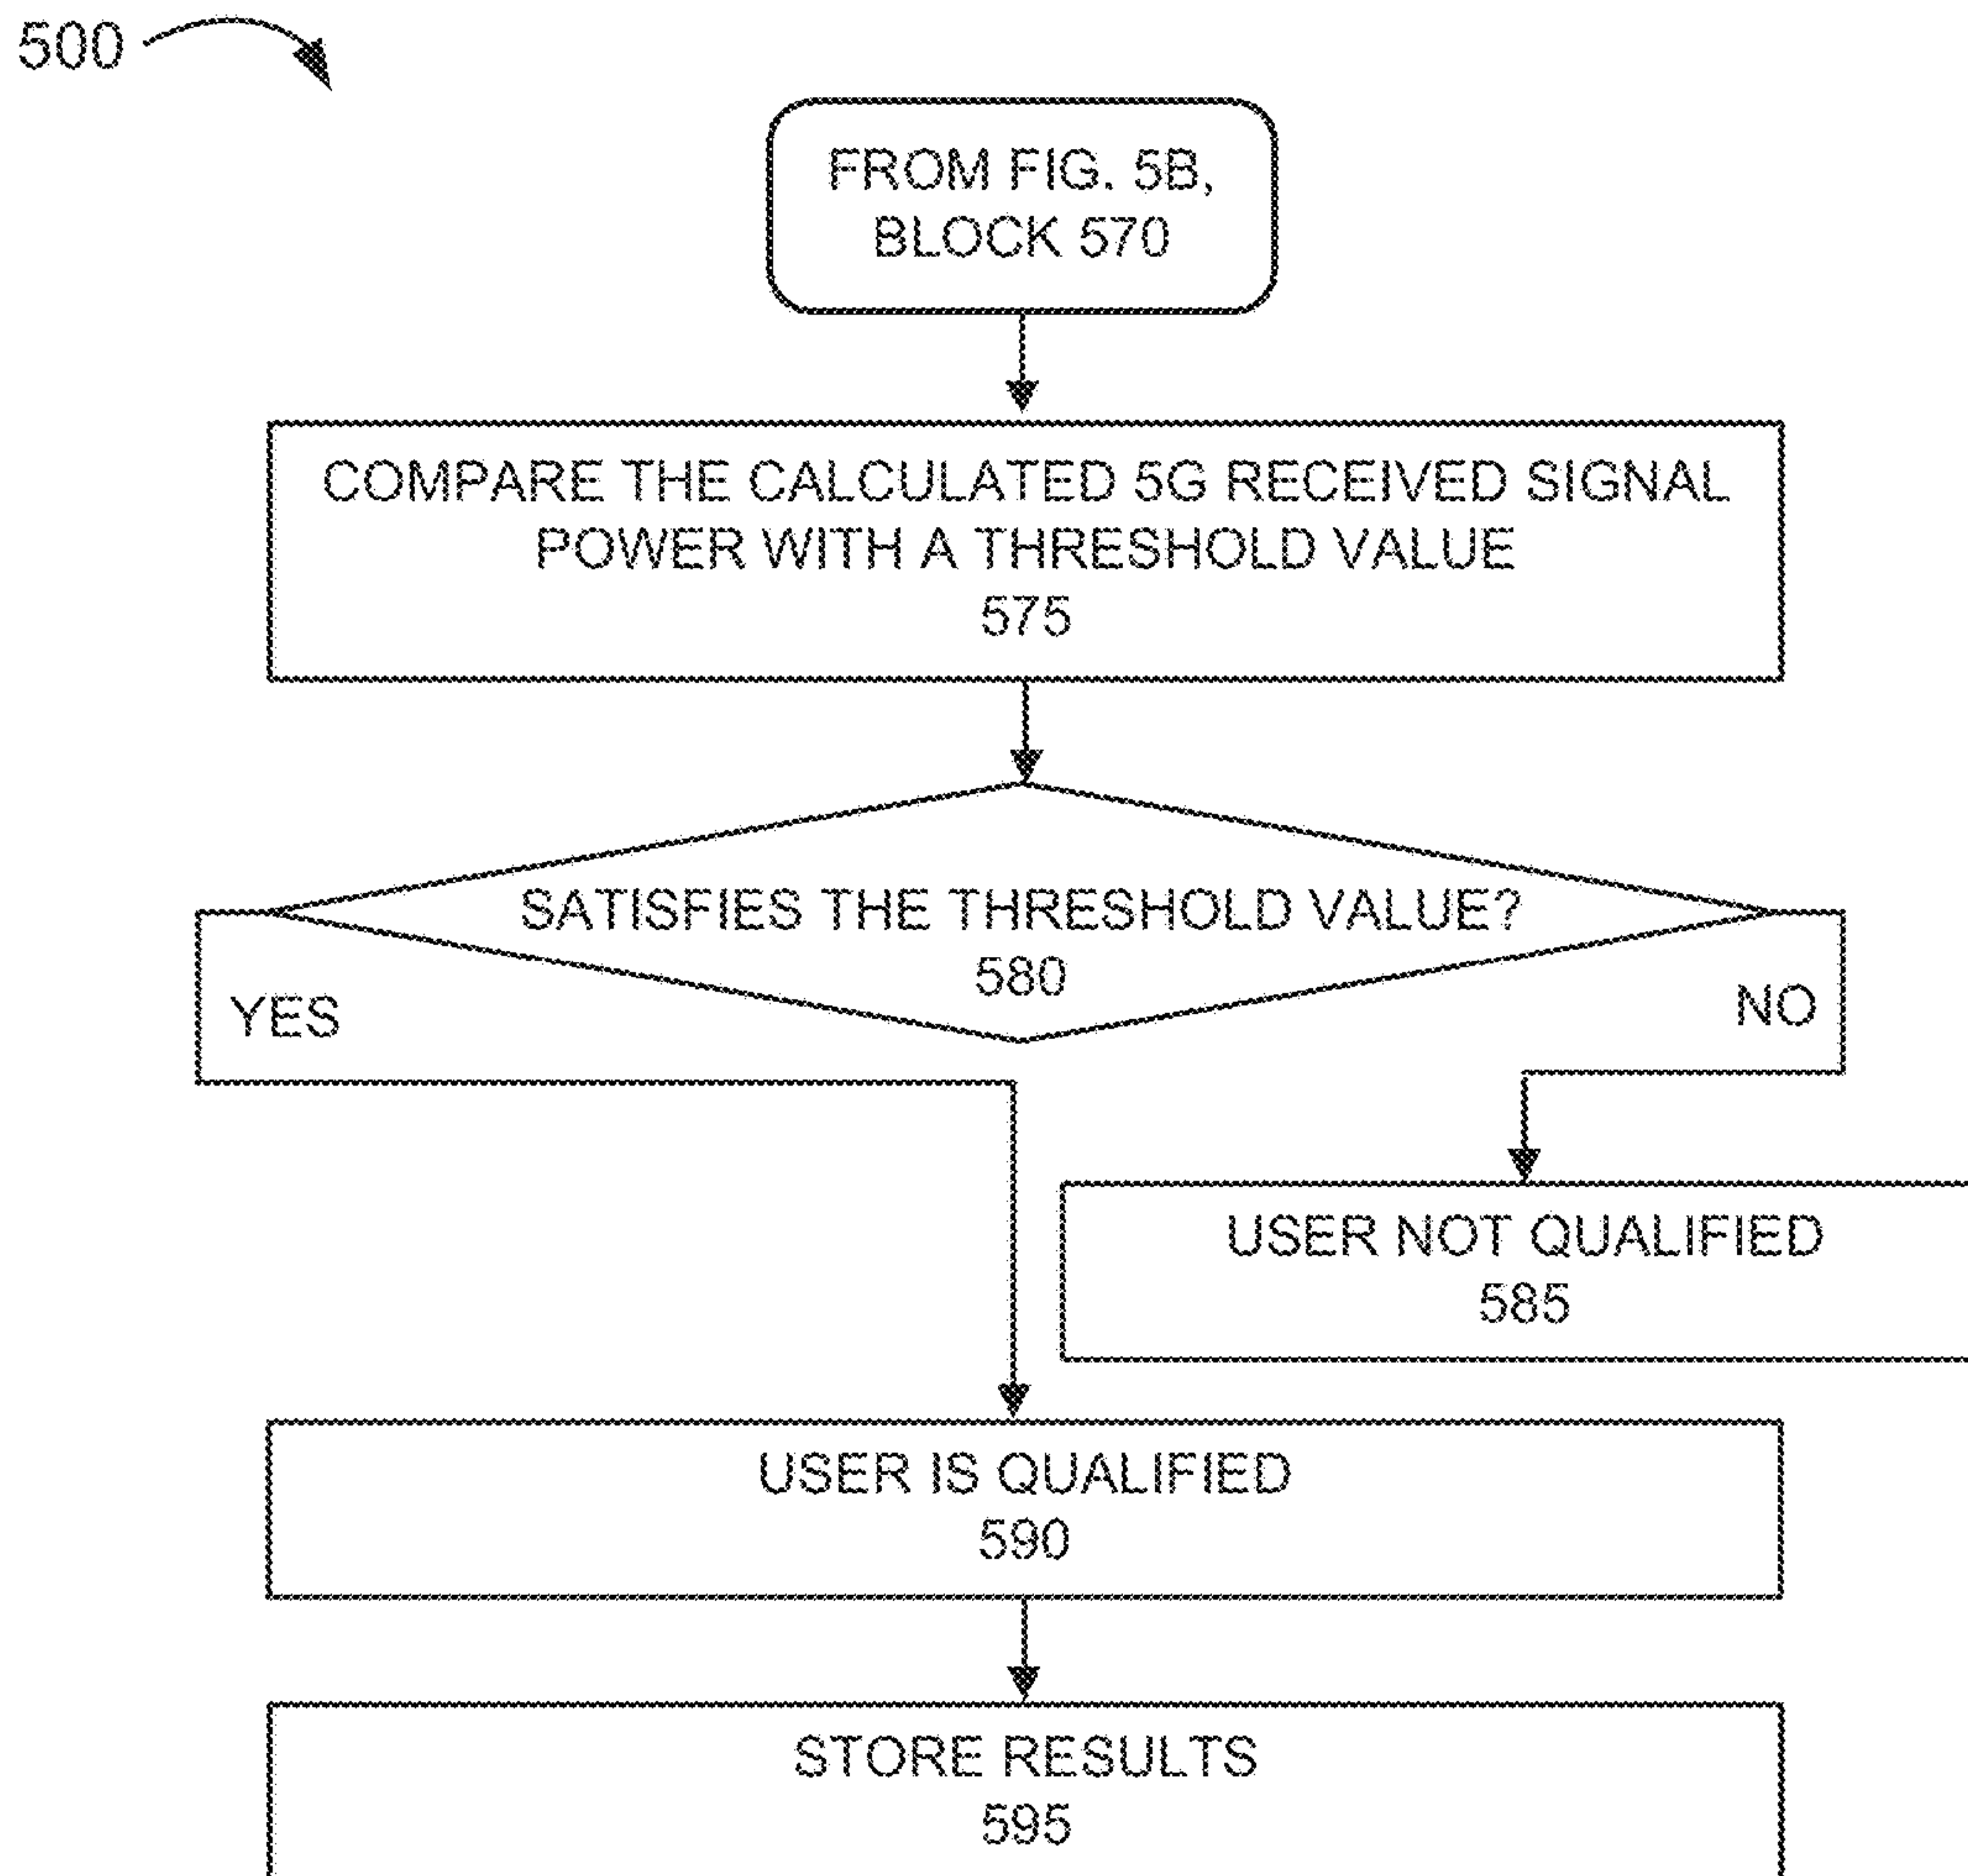 500
FROM FIG. 5B,
BLOCK 570
COMPARE THE CALCULATED 5G RECEIVED SIGNAL
POWER WITH A THRESHOLD VALUE
575
SATISFIES THE THRESHOLD VALUE?
580
YES
NO
USER NOT QUALIFIED
585
USER IS QUALIFIED
590
STORE RESULTS
595